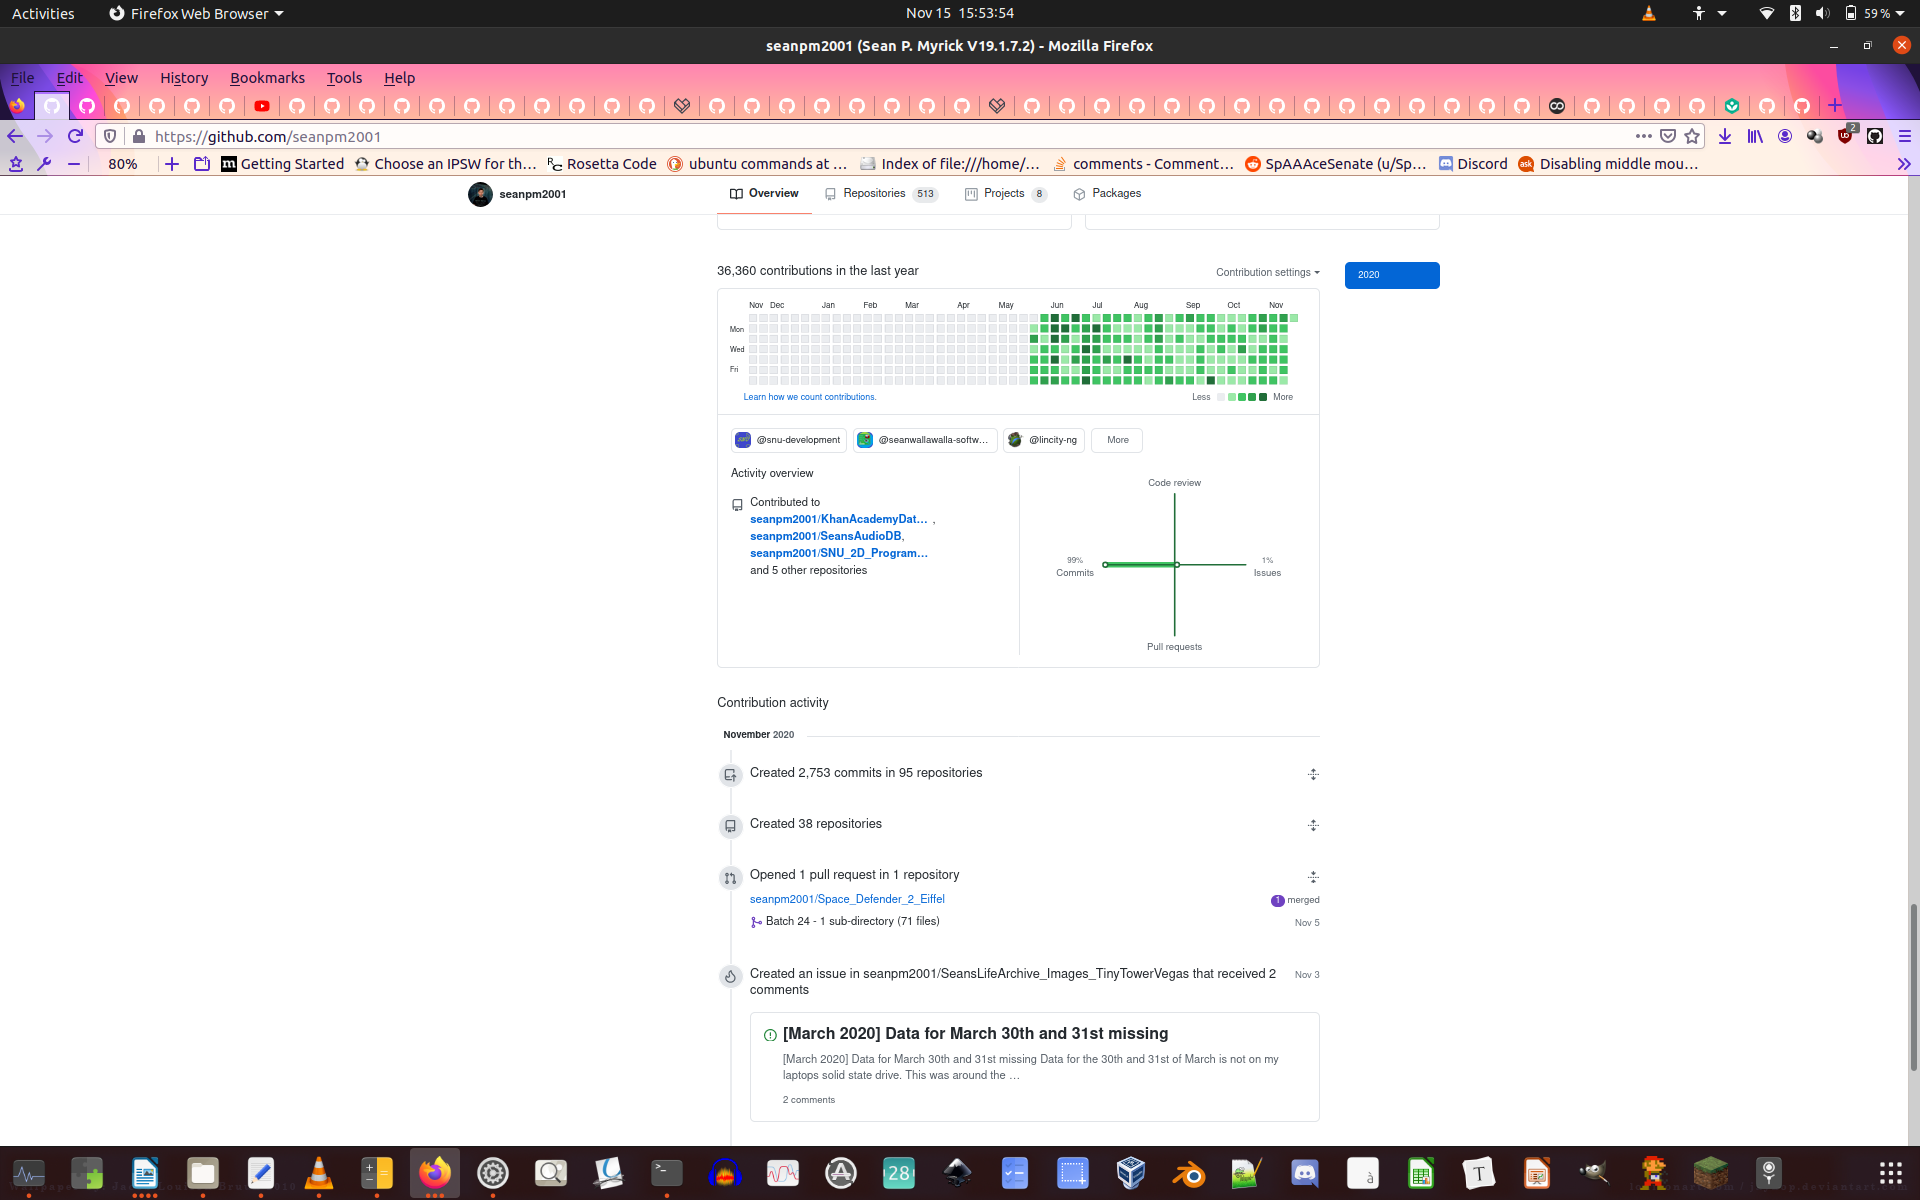 Activities
Firefox Web Browser
Nov 15 15:53:54
59 %
seanpm2001 (Sean P. Myrick V19.1.7.2) - Mozilla Firefox
File Edit View History Bookmarks Tools Help
https://github.com/seanpm2001
2
80%
Getting Started
Choose an IPSW for th…
Rosetta Code
ubuntu commands at …
Index of file:///home/…
comments - Comment…
SpAAAceSenate (u/Sp…
Discord
Disabling middle mou…
seanpm2001
Overview
Repositories 513
Projects 8
Packages
36,360 contributions in the last year
Contribution settings
2020
Nov Dec Jan Feb Mar Apr May Jun Jul Aug Sep Oct Nov
Mon
Wed
Fri
Learn how we count contributions.
Less
More
@snu-development
@seanwallawalla-softw…
@lincity-ng
More
Activity overview
Contributed to
seanpm2001/KhanAcademyDat… ,
seanpm2001/SeansAudioDB,
seanpm2001/SNU_2D_Program…
and 5 other repositories
Code review
99%
Commits
1%
Issues
Pull requests
Contribution activity
November 2020
Created 2,753 commits in 95 repositories
Created 38 repositories
Opened 1 pull request in 1 repository
seanpm2001/Space_Defender_2_Eiffel
1 merged
Batch 24 - 1 sub-directory (71 files)
Nov 5
Created an issue in seanpm2001/SeansLifeArchive_Images_TinyTowerVegas that received 2
comments
Nov 3
[March 2020] Data for March 30th and 31st missing
[March 2020] Data for March 30th and 31st missing Data for the 30th and 31st of March is not on my
laptops solid state drive. This was around the …
2 comments
28